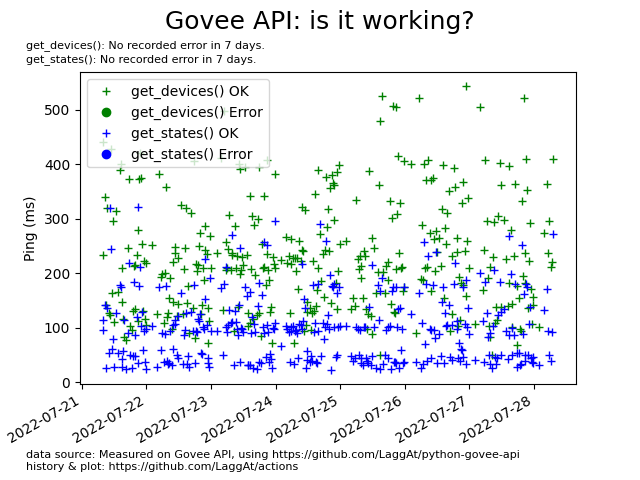 Govee API: is it working?
get_devices(): No recorded error in 7 days.
get_states(): No recorded error in 7 days.
get_devices() OK
get_devices() Error
get_states() OK
get_states() Error
Ping (ms)
500
400
300
200
100
0
2022-07-21
2022-07-22
2022-07-23
2022-07-24
2022-07-25
2022-07-26
2022-07-27
2022-07-28
data source: Measured on Govee API, using https://github.com/LaggAt/python-govee-api
history & plot: https://github.com/LaggAt/actions